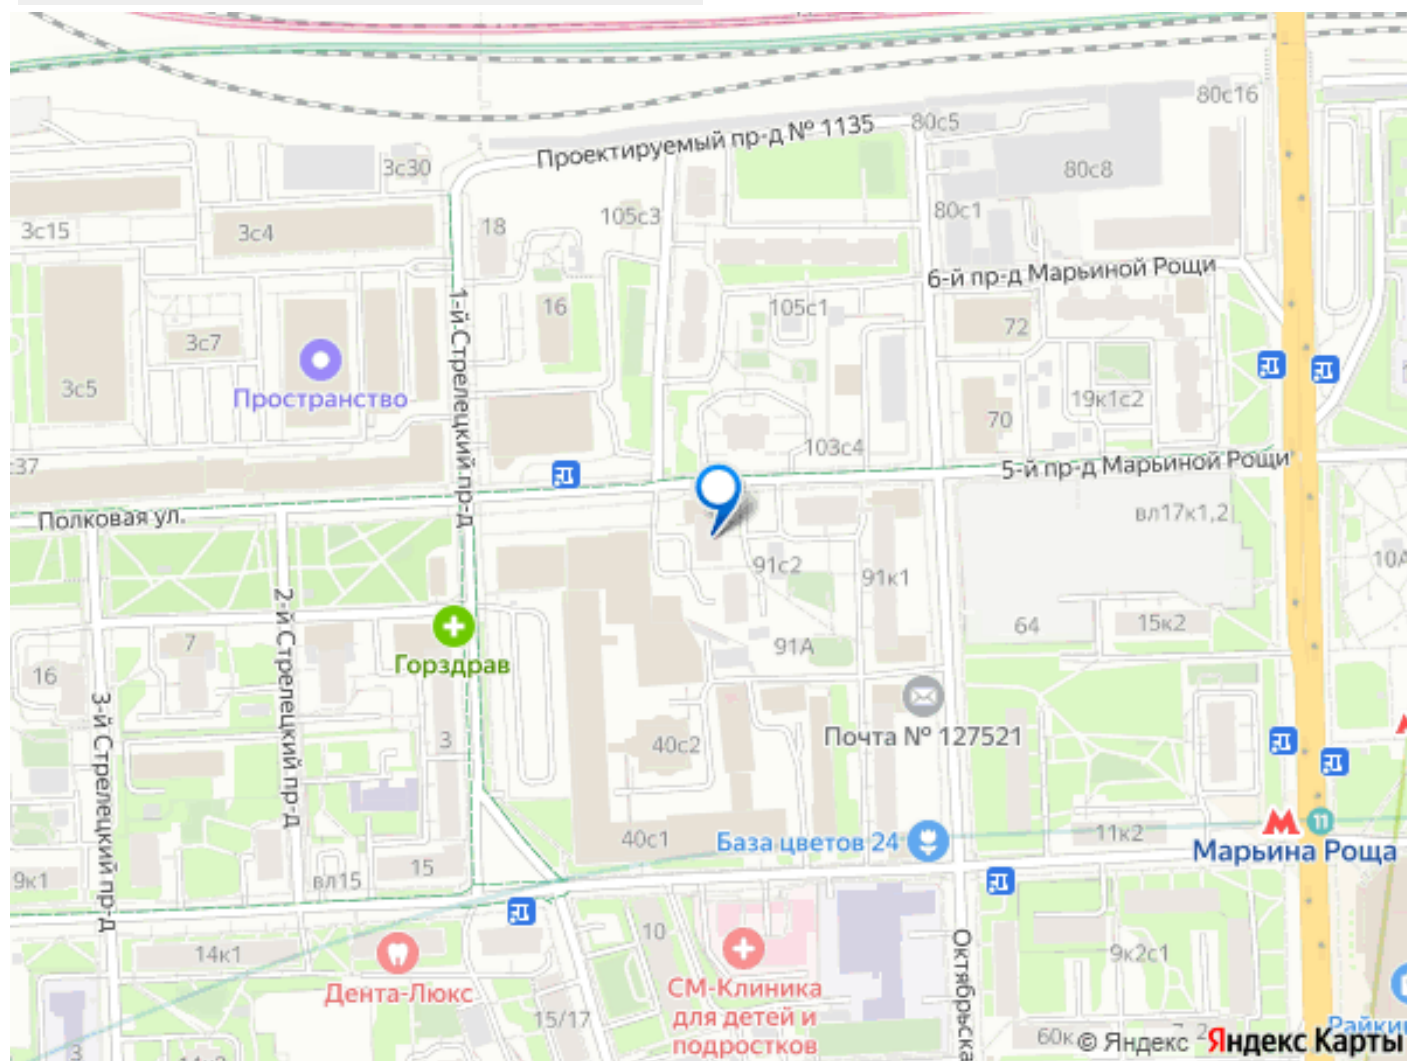 80с16
Проектируемый пр-д № 1135
80с5
3с30
80с8
3с15
3с4
18
105с3
80с1
6-й пр-д Марьиной Рощи
16
105с1
72
3с7
1-й Стрелецкий пр-д
3с5
Пространство
19к1с2
70
103с4
37
5-й пр-д Марьиной Рощи
Полковая ул.
вл17к1,2
91с2
91к1
10А
2-й Стрелецкий пр-д
64
15к2
7
91А
Горздрав
16
3-й Стрелецкий пр-д
3
40с2
Почта № 127521
40с1
База цветов 24
11к2
11
Марьина Роща
9к1
вл15
15
14к1
10
9к2с1
Дента-Люкс
СМ-Клиника
для детей и
подростков
Октябрьска
15/17
3
60к
© Яндекс
Яндекс Карты
Райки